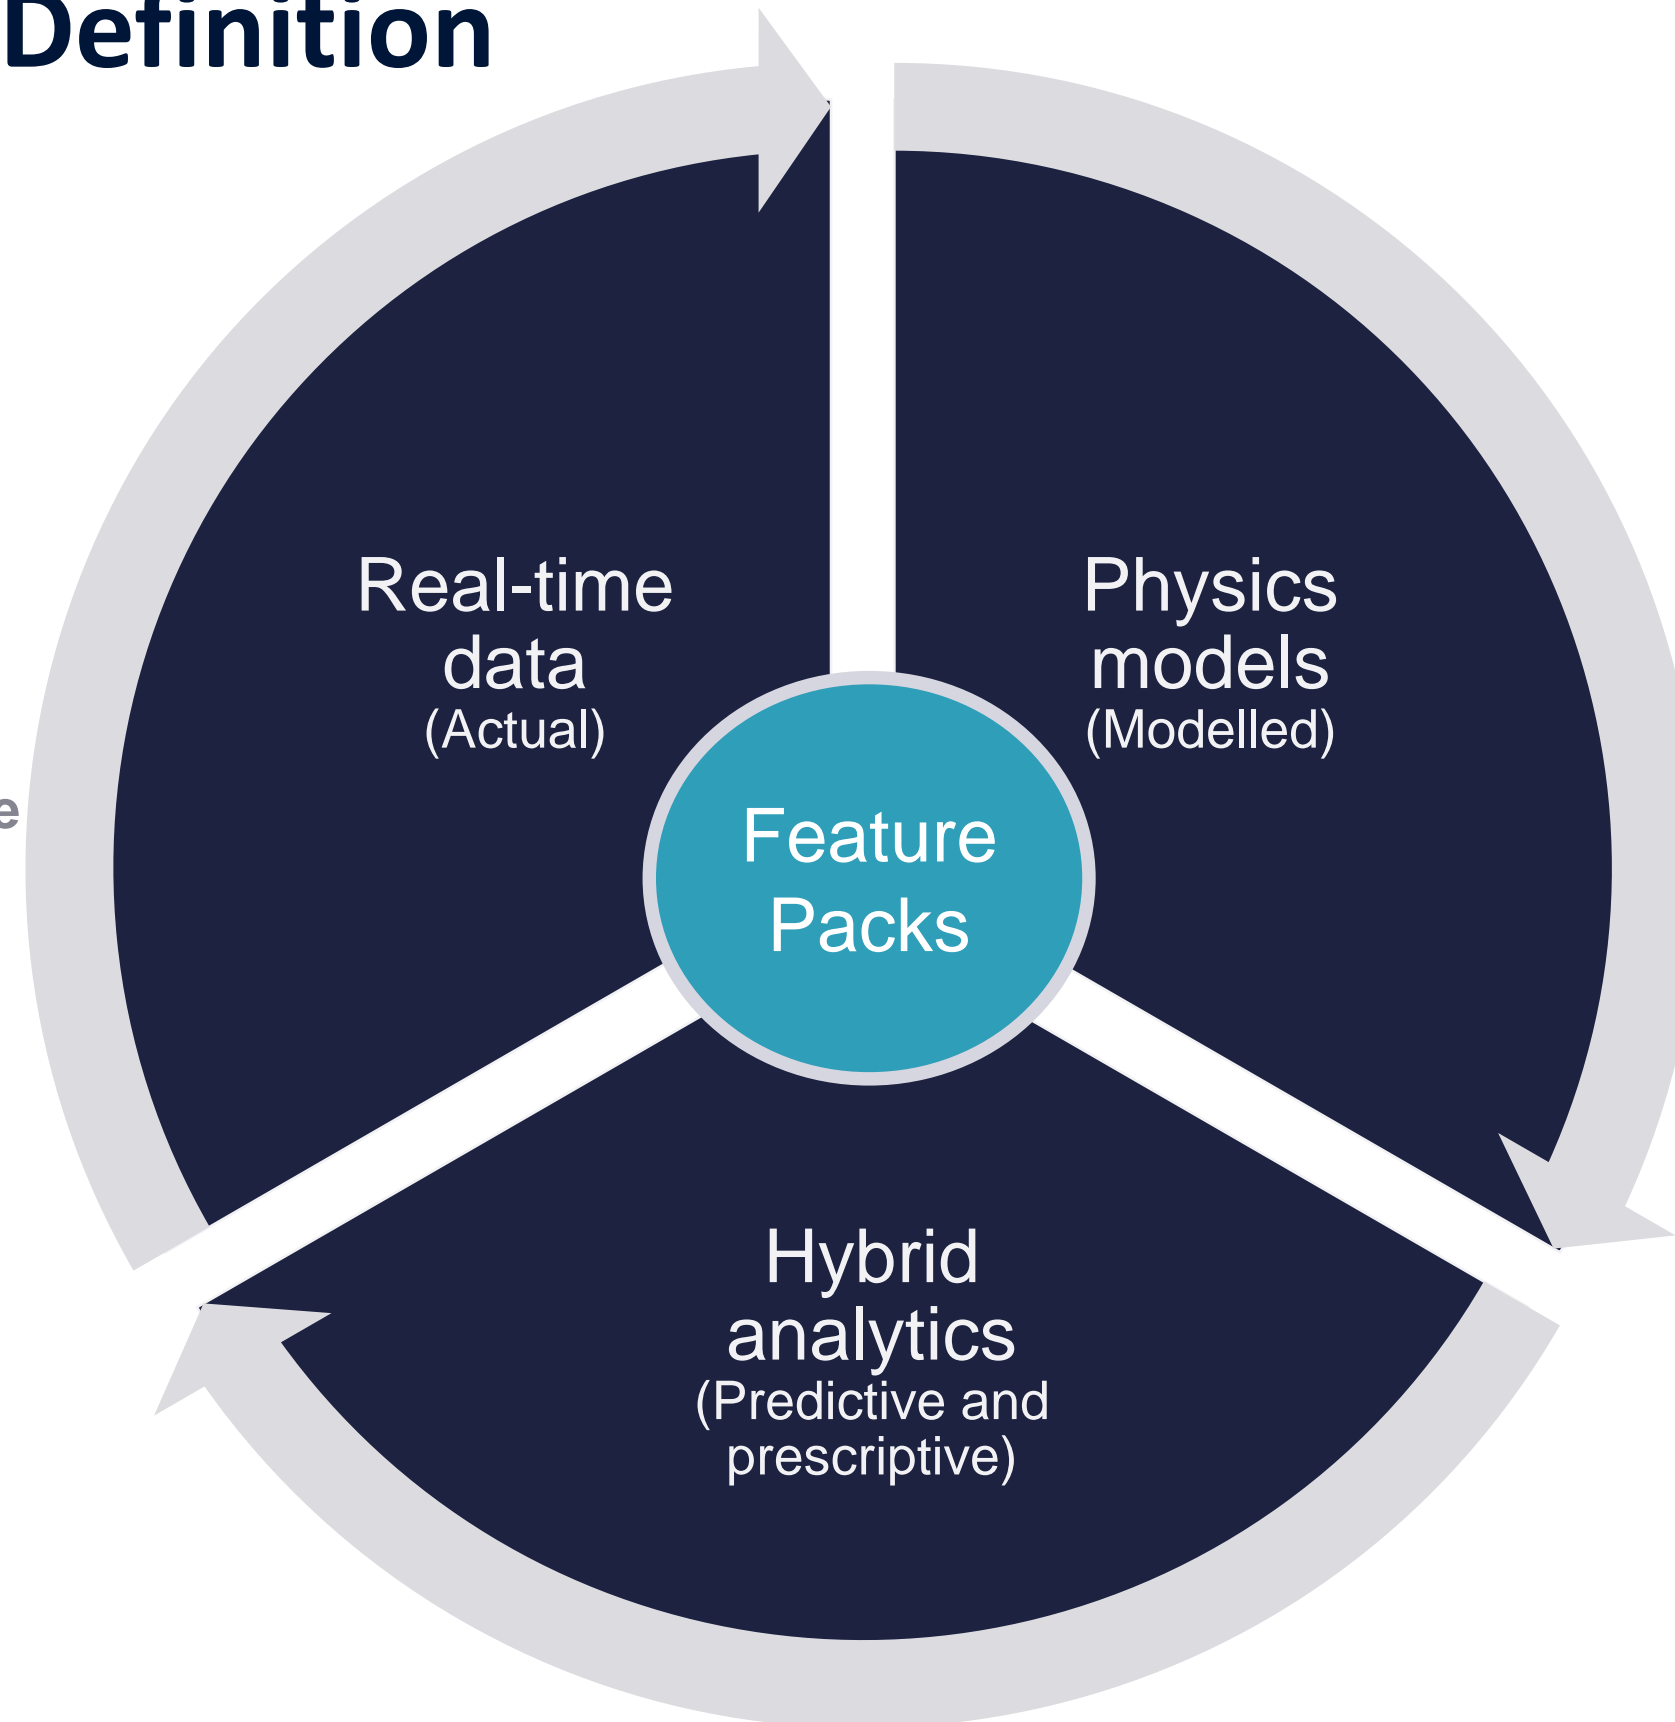 Definition
Real-time
data
(Actual)
Physics
models
(Modelled)
e
Feature
Packs
Hybrid
analytics
(Predictive and
prescriptive)